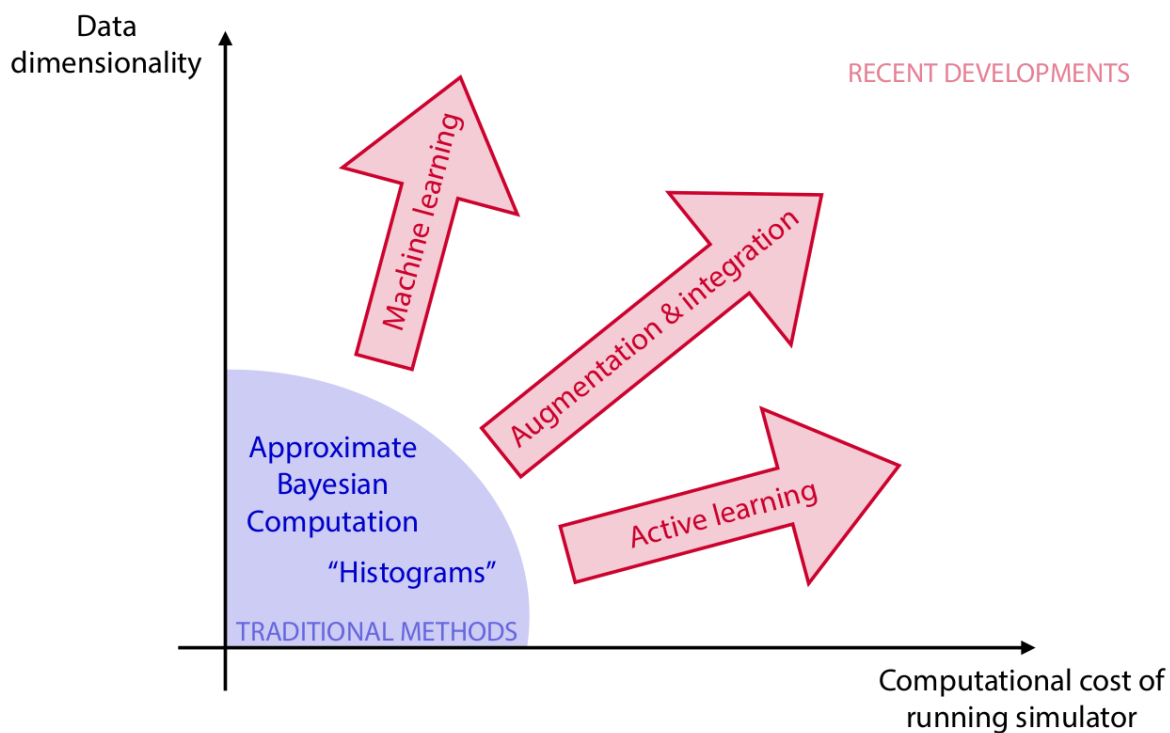 Data
dimensionality
RECENT DEVELOPMENTS
Machine learning
Augmentation & integration
Active learning
Approximate
Bayesian
Computation
“Histograms”
TRADITIONAL METHODS
Computational cost of
running simulator